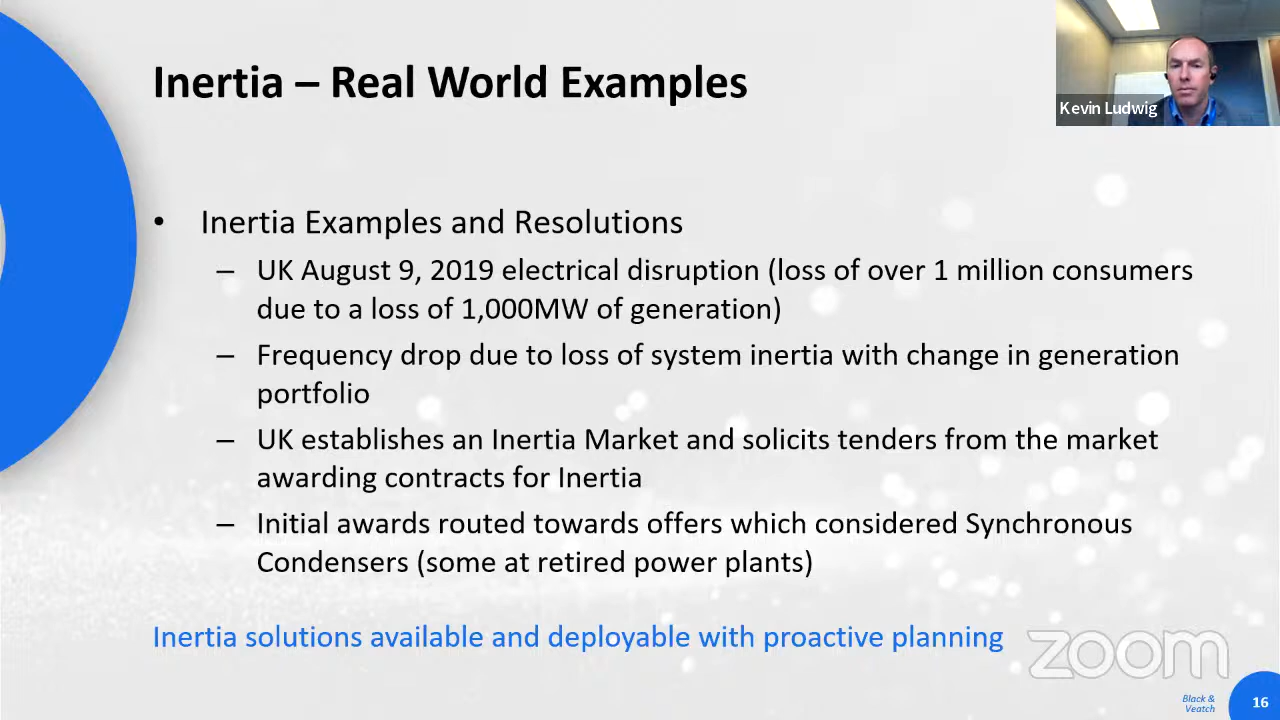 Inertia – Real World Examples
Kevin Ludwig
• Inertia Examples and Resolutions
– UK August 9, 2019 electrical disruption (loss of over 1 million consumers
due to a loss of 1,000MW of generation)
– Frequency drop due to loss of system inertia with change in generation
portfolio
– UK establishes an Inertia Market and solicits tenders from the market
awarding contracts for Inertia
– Initial awards routed towards offers which considered Synchronous
Condensers (some at retired power plants)
Inertia solutions available and deployable with proactive planning
zoom
Black &
Veatch
16